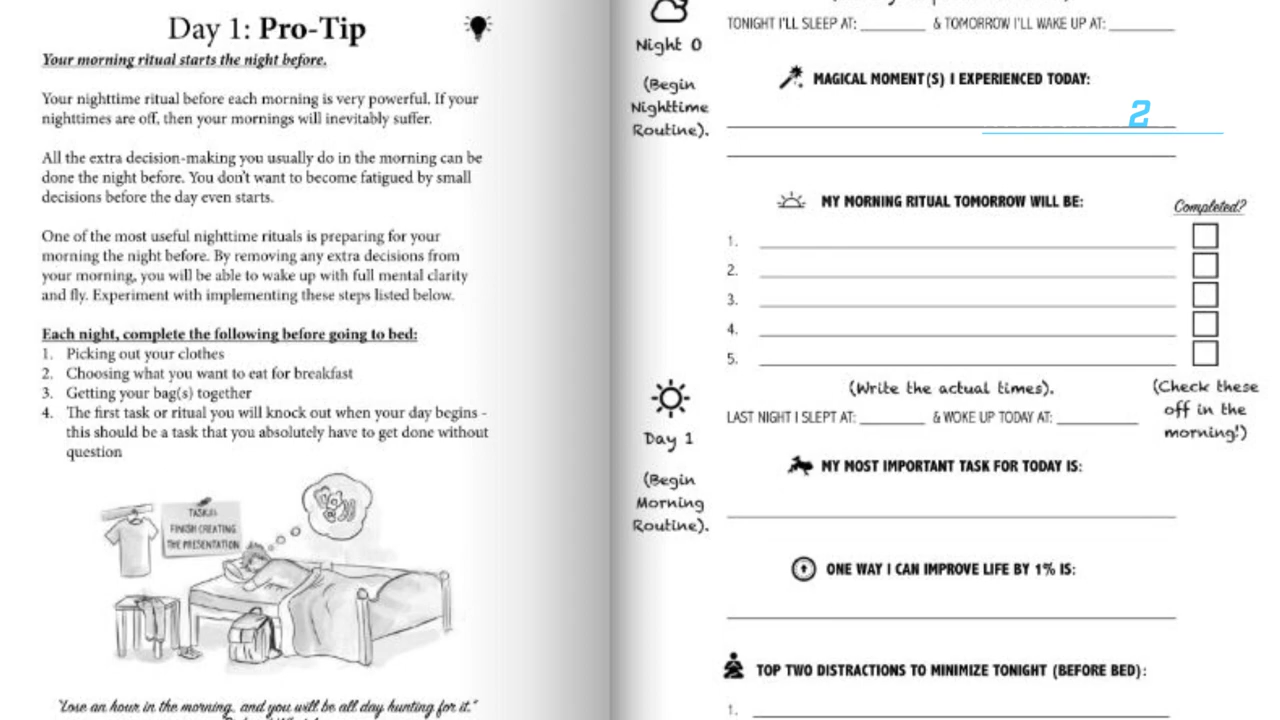 Day 1: Pro-Tip
Your morning ritual starts the night before.
Your nighttime ritual before each morning is very powerful. If your
nighttimes are off, then your mornings will inevitably suffer.
All the extra decision-making you usually do in the morning can be
done the night before. You don't want to become fatigued by small
decisions before the day even starts.
One of the most useful nighttime rituals is preparing for your
morning the night before. By removing any extra decisions from
your morning, you will be able to wake up with full mental clarity
and fly. Experiment with implementing these steps listed below.
Each night, complete the following before going to bed:
1. Picking out your clothes
2. Choosing what you want to eat for breakfast
3. Getting your bag(s) together
4. The first task or ritual you will knock out when your day begins -
this should be a task that you absolutely have to get done without
question
FINISH CREATING
THE PRESENTATION
"Lose an hour in the morning, and you will be all day hunting for it."
Night 0
(Begin
Nighttime
Routine).
TONIGHT I'LL SLEEP AT: & TOMORROW I'LL WAKE UP AT:
MAGICAL MOMENT(S) I EXPERIENCED TODAY:
2
MY MORNING RITUAL TOMORROW WILL BE:
Completed?
1.
2.
3.
4.
5.
(Write the actual times).
(Check these
off in the
morning!)
Day 1
(Begin
Morning
Routine).
LAST NIGHT I SLEPT AT: & WOKE UP TODAY AT:
MY MOST IMPORTANT TASK FOR TODAY IS:
ONE WAY I CAN IMPROVE LIFE BY 1% IS:
TOP TWO DISTRACTIONS TO MINIMIZE TONIGHT (BEFORE BED):
1.